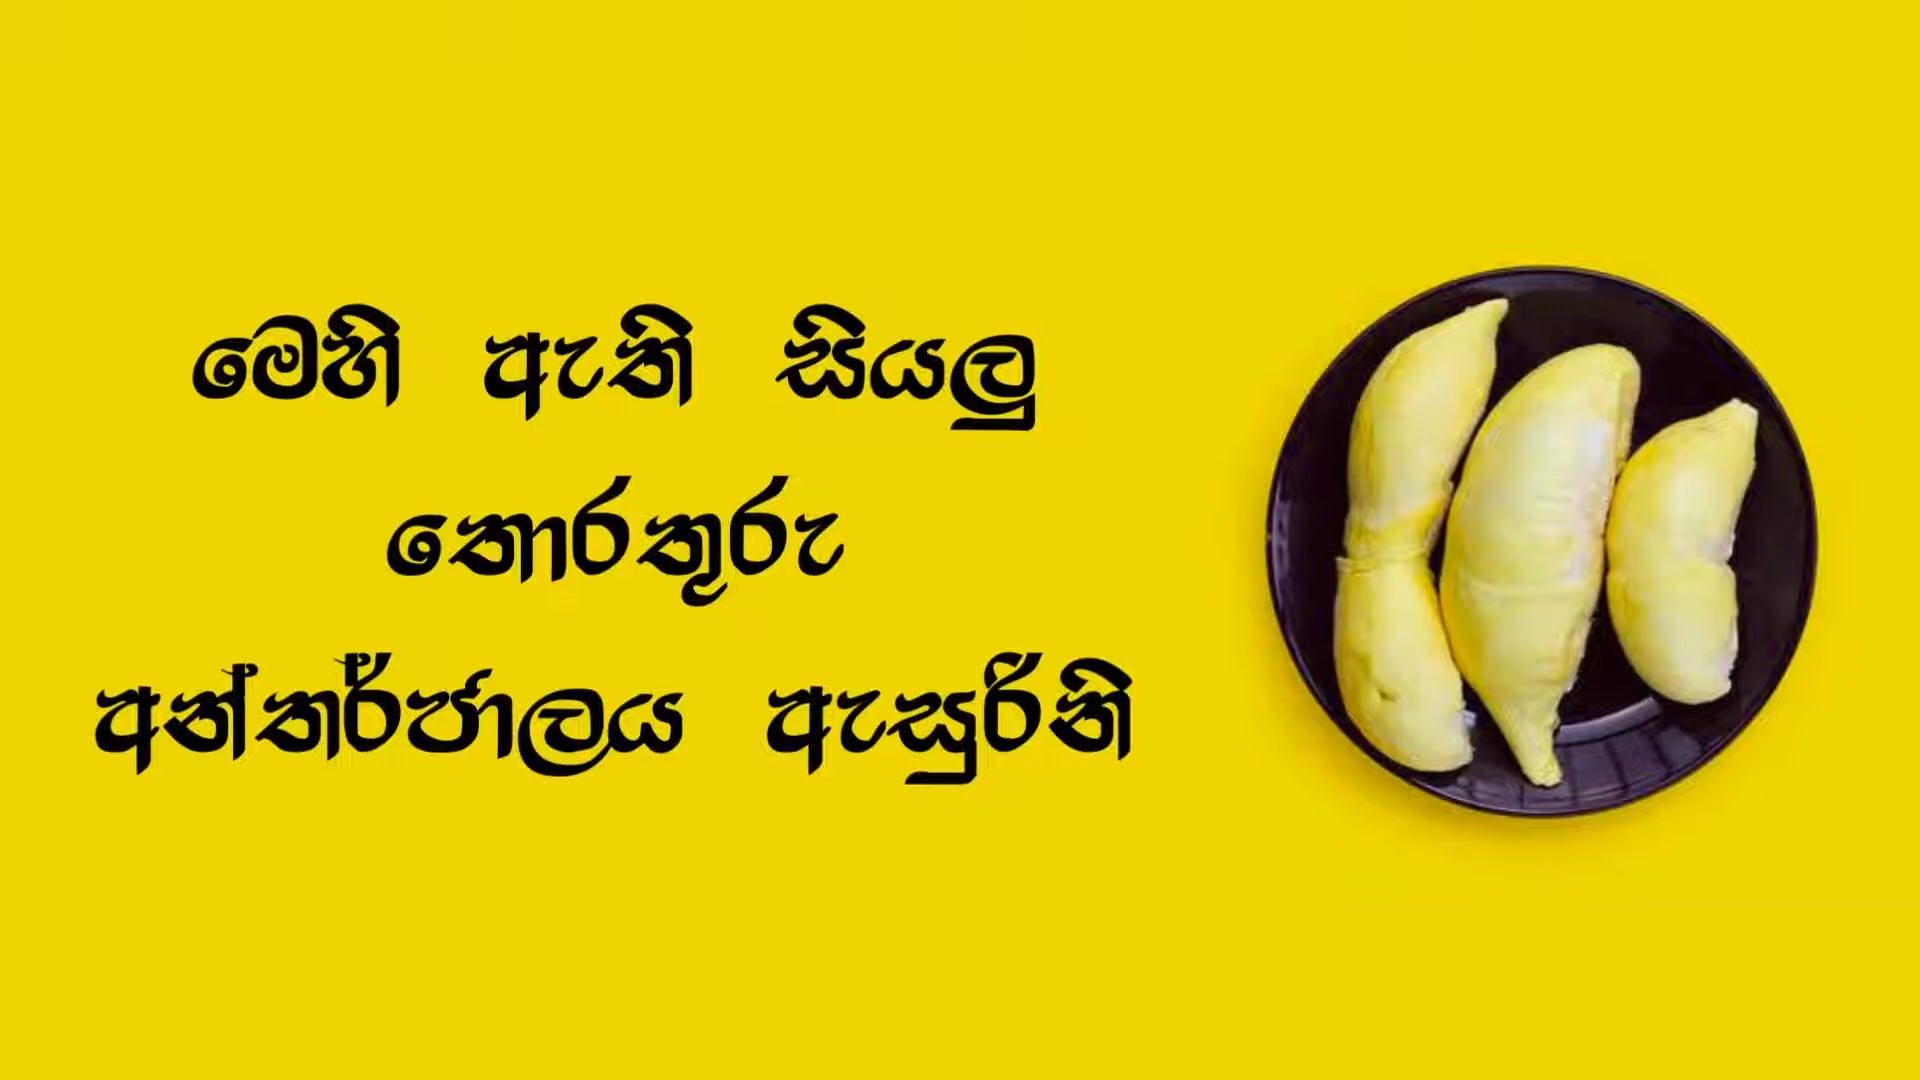 මෙහි ඇති සියලු
තොරතුරු
අන්තර්ජාලය ඇසුරිනි